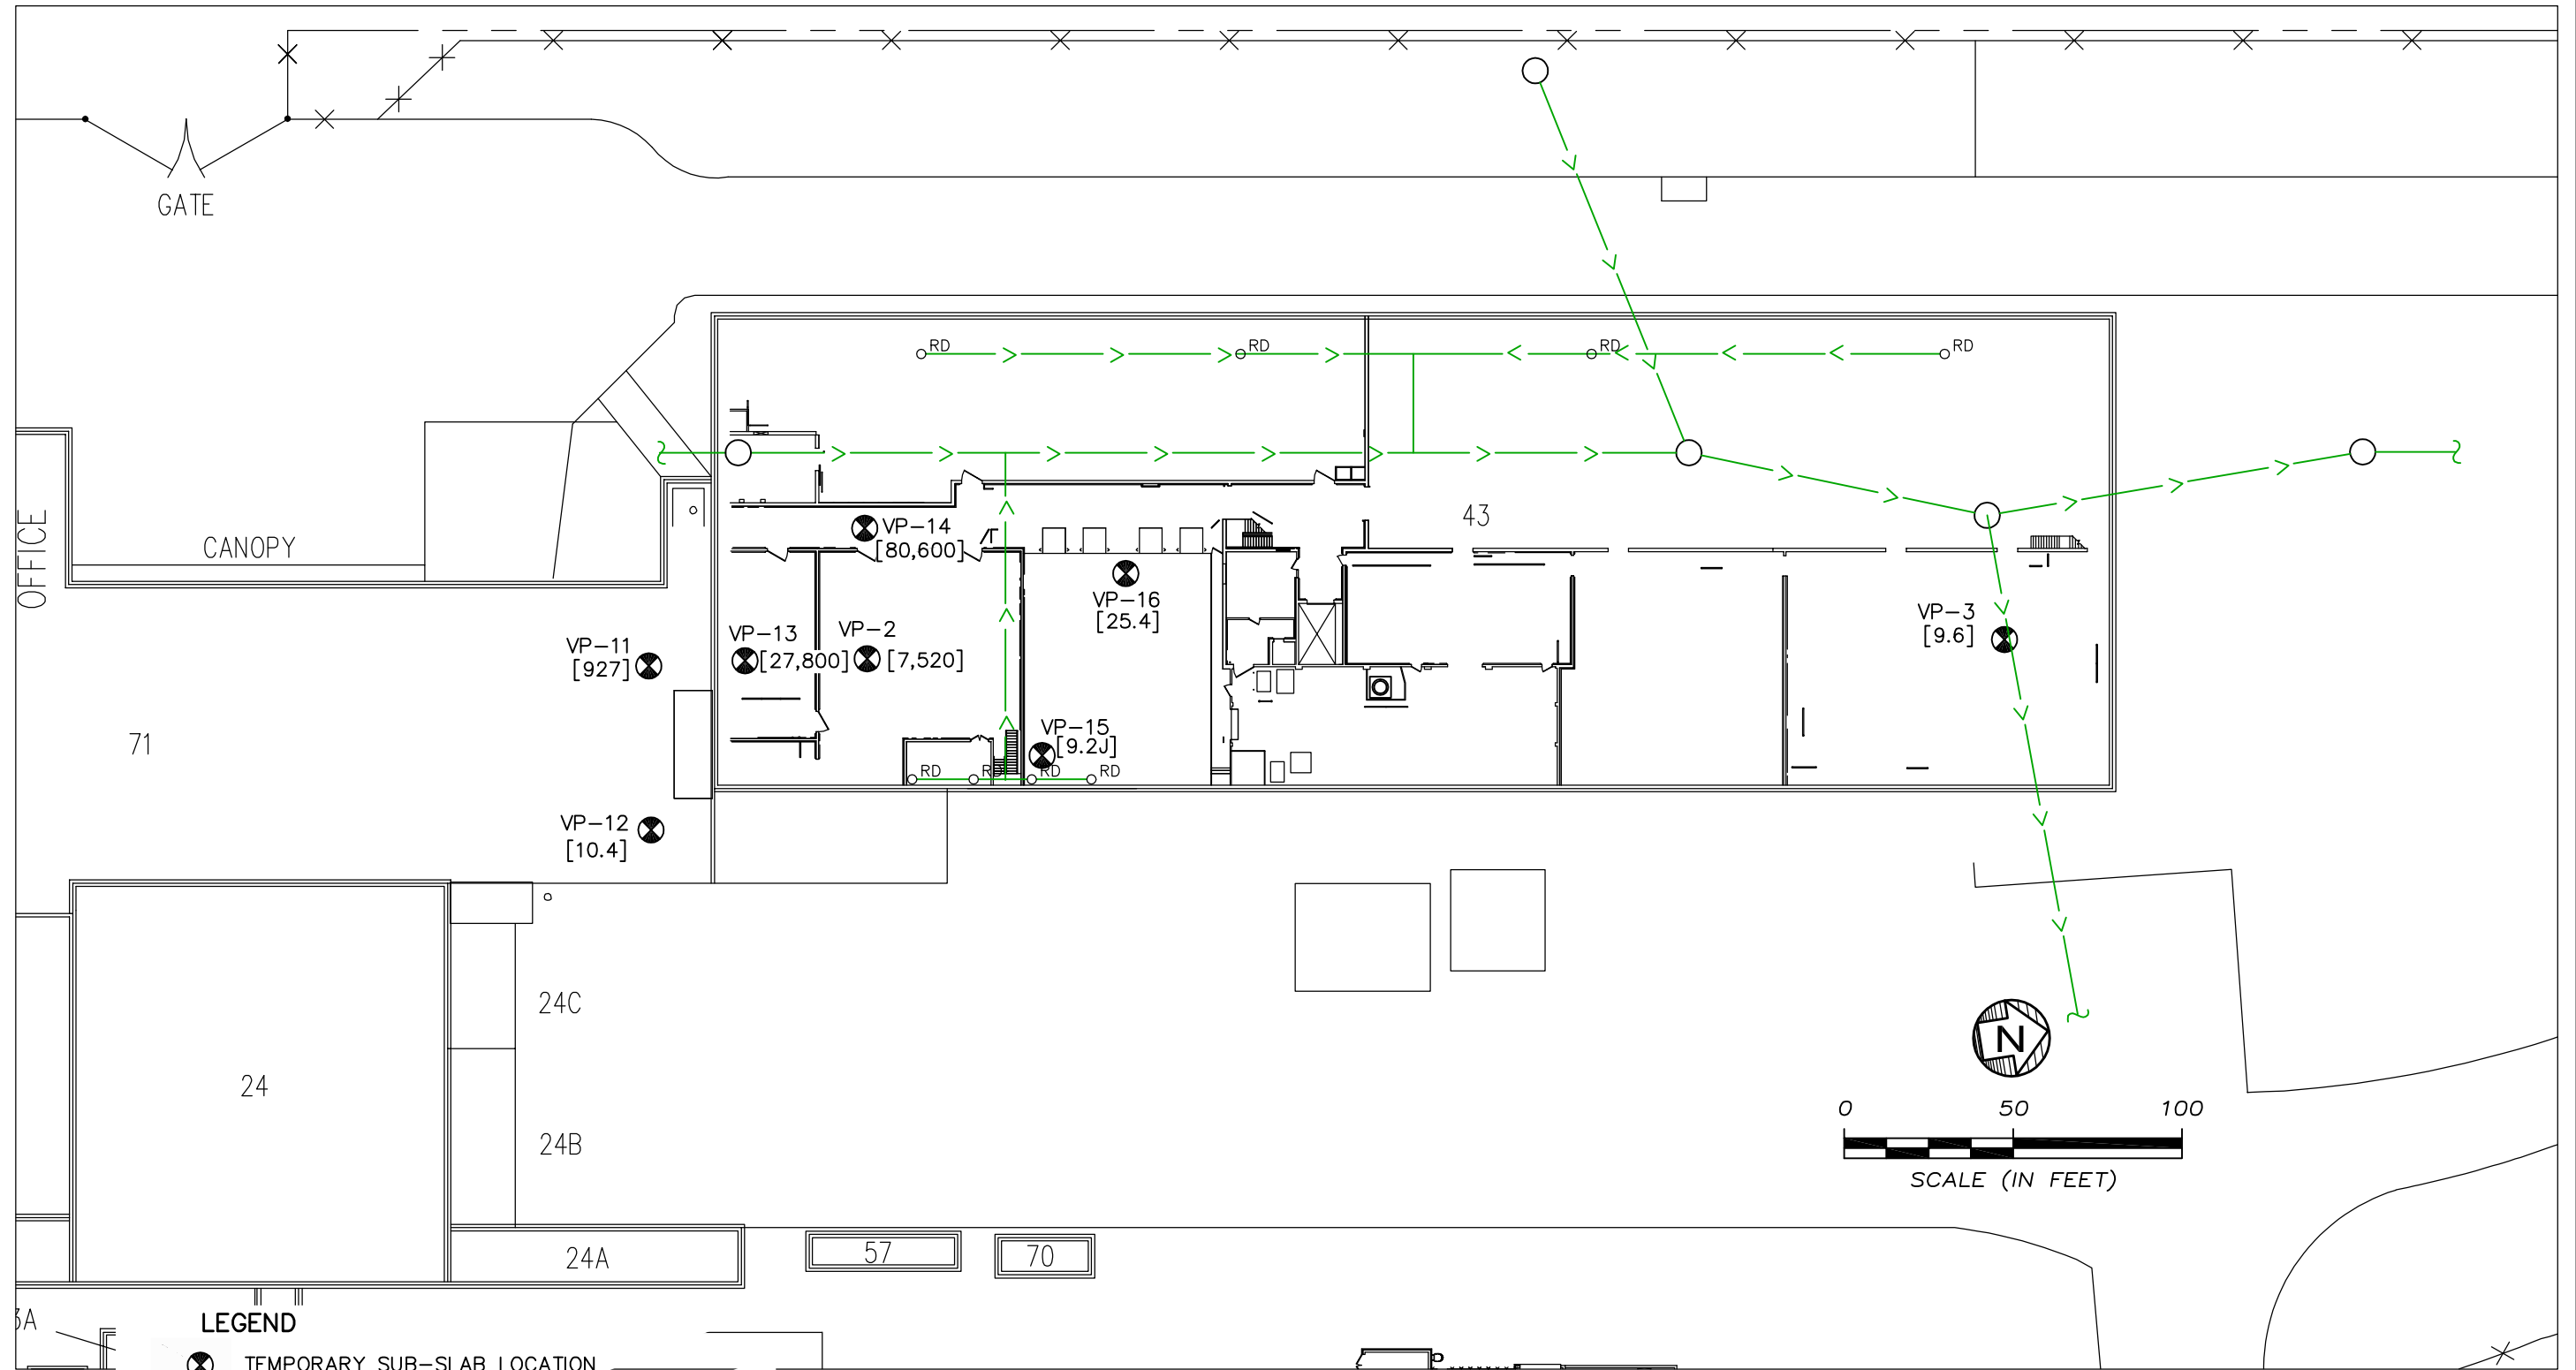 GATE
RD
RD
RD
RD
OFFICE
CANOPY
43
VP-14
[80,600]
VP-16
[25.4]
VP-3
[9.6]
VP-11
[927]
VP-13
[27,800]
VP-2
[7,520]
71
VP-15
[9.2J]
RD
RD
RD
RD
VP-12
[10.4]
24C
N
24
0 50 100
24B
SCALE (IN FEET)
24A
57
70
3A
LEGEND
TEMPORARY SUB-SLAB LOCATION